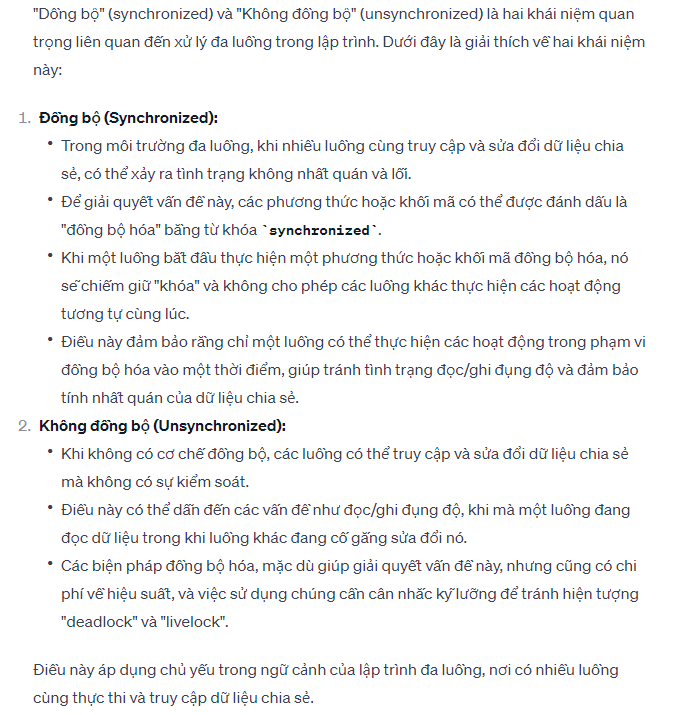 "Đồng bộ" (synchronized) và "Không đồng bộ" (unsynchronized) là hai khái niệm quan
trọng liên quan đến xử lý đa luồng trong lập trình. Dưới đây là giải thích về hai khái niệm
này:
1. Đồng bộ (Synchronized):
• Trong môi trường đa luồng, khi nhiều luồng cùng truy cập và sửa đổi dữ liệu chia
sẻ, có thể xảy ra tình trạng không nhất quán và lỗi.
• Để giải quyết vấn đề này, các phương thức hoặc khối mã có thể được đánh dấu là
"đồng bộ hóa" bằng từ khóa `synchronized`.
• Khi một luồng bắt đầu thực hiện một phương thức hoặc khối mã đồng bộ hóa, nó
sẽ chiếm giữ "khóa" và không cho phép các luồng khác thực hiện các hoạt động
tương tự cùng lúc.
• Điều này đảm bảo rằng chỉ một luồng có thể thực hiện các hoạt động trong phạm vi
đồng bộ hóa vào một thời điểm, giúp tránh tình trạng đọc/ghi đụng độ và đảm bảo
tính nhất quán của dữ liệu chia sẻ.
2. Không đồng bộ (Unsynchronized):
• Khi không có cơ chế đồng bộ, các luồng có thể truy cập và sửa đổi dữ liệu chia sẻ
mà không có sự kiểm soát.
• Điều này có thể dẫn đến các vấn đề như đọc/ghi đụng độ, khi mà một luồng đang
đọc dữ liệu trong khi luồng khác đang cố gắng sửa đổi nó.
• Các biện pháp đồng bộ hóa, mặc dù giúp giải quyết vấn đề này, nhưng cũng có chi
phí về hiệu suất, và việc sử dụng chúng cần cân nhắc kỹ lưỡng để tránh hiện tượng
"deadlock" và "livelock".
Điều này áp dụng chủ yếu trong ngữ cảnh của lập trình đa luồng, nơi có nhiều luồng
cùng thực thi và truy cập dữ liệu chia sẻ.